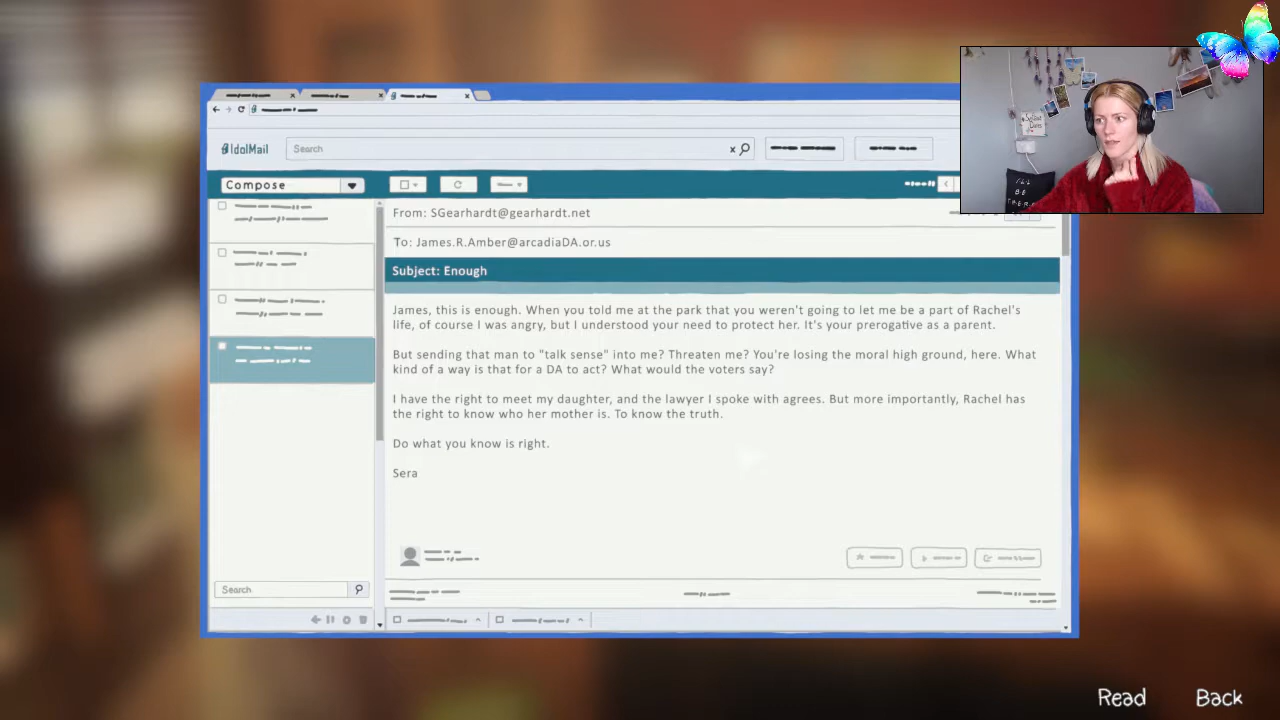 IdolMail
Search
x
Compose
From: SGearhardt@gearhardt.net
To: James.R.Amber@arcadiaDA.or.us
Subject: Enough
James, this is enough. When you told me at the park that you weren't going to let me be a part of Rachel's
life, of course I was angry, but I understood your need to protect her. It's your prerogative as a parent.
But sending that man to "talk sense" into me? Threaten me? You're losing the moral high ground, here. What
kind of a way is that for a DA to act? What would the voters say?
I have the right to meet my daughter, and the lawyer I spoke with agrees. But more importantly, Rachel has
the right to know who her mother is. To know the truth.
Do what you know is right.
Sera
Search
Read
Back